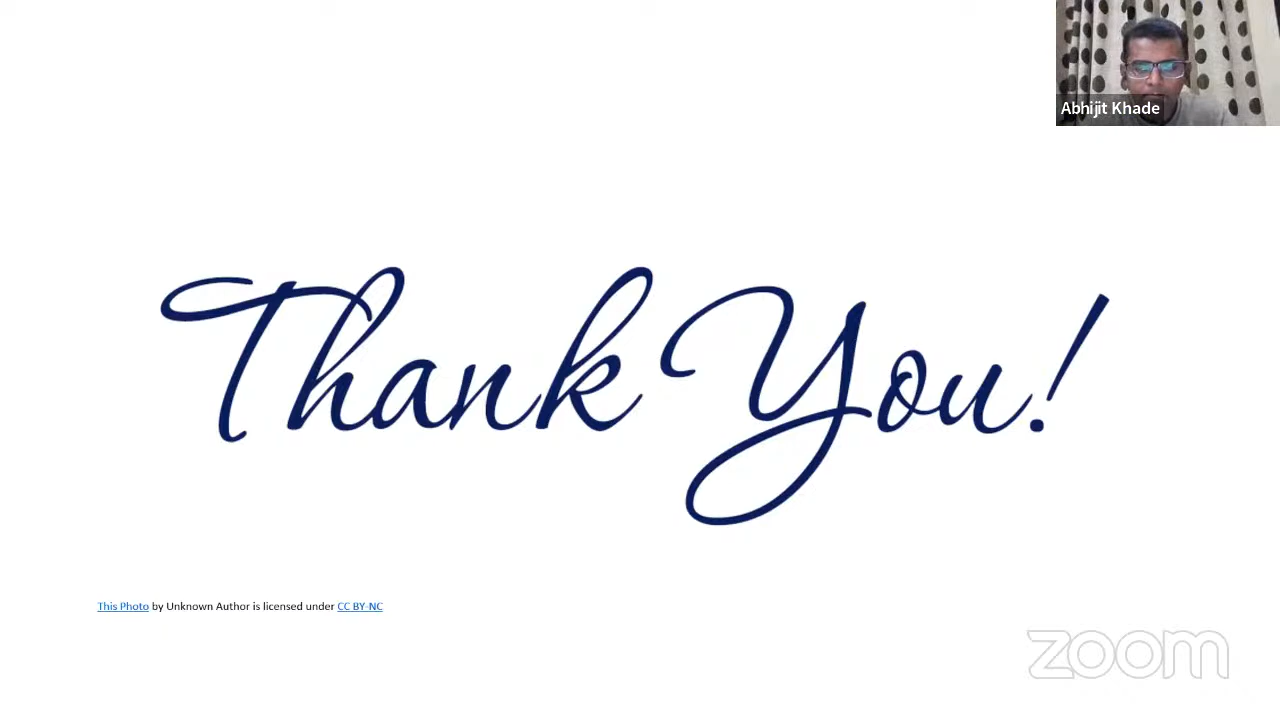 Abhijit Khade
Thank You!
This Photo by Unknown Author is licensed under CC BY-NC
zoom